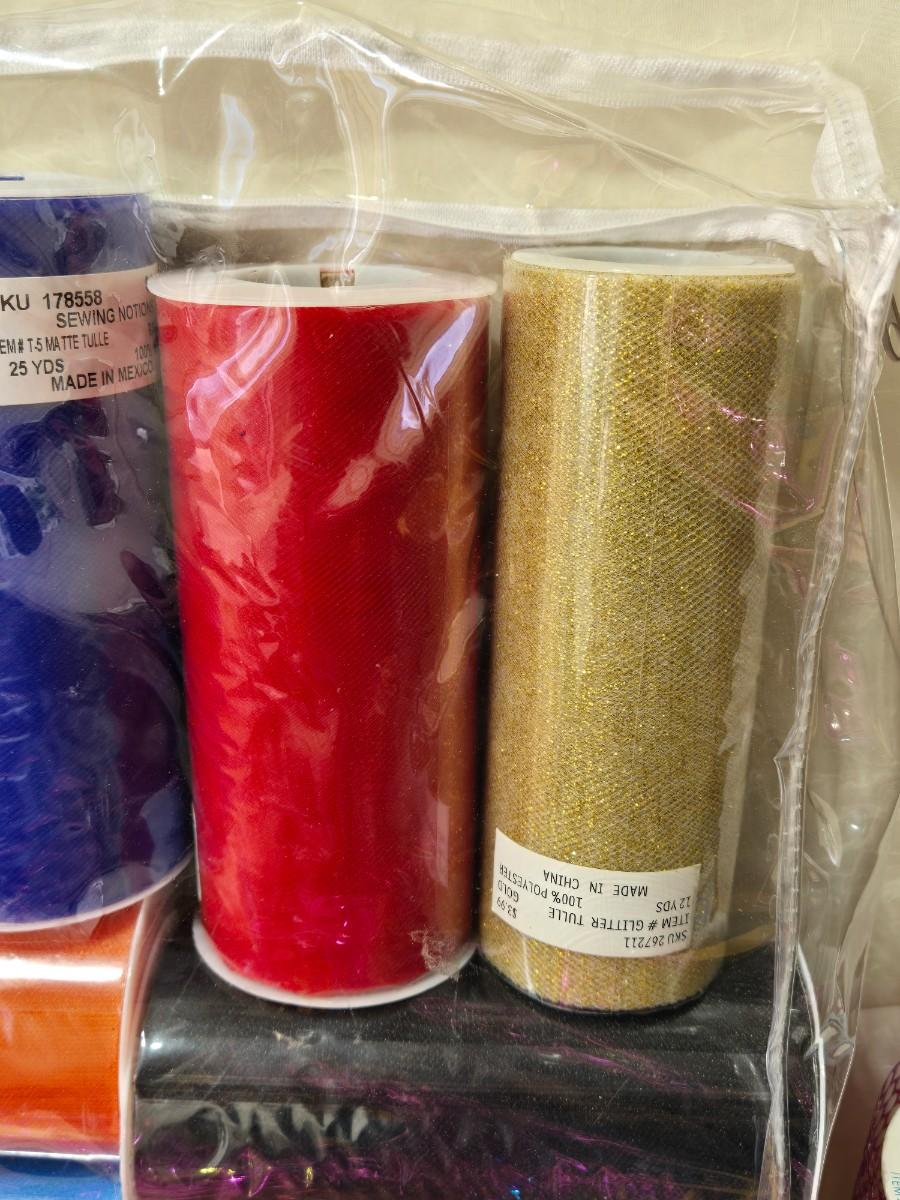 KU 178558
SEWING NOTION
EM# T-5 MATTE TULLE
100%
25 YDS
MADE IN MEXICO
SKU 267211
ITEM # GLITTER TULLE $3.99
12 YDS GOLD
100% POLYESTER
MADE IN CHINA